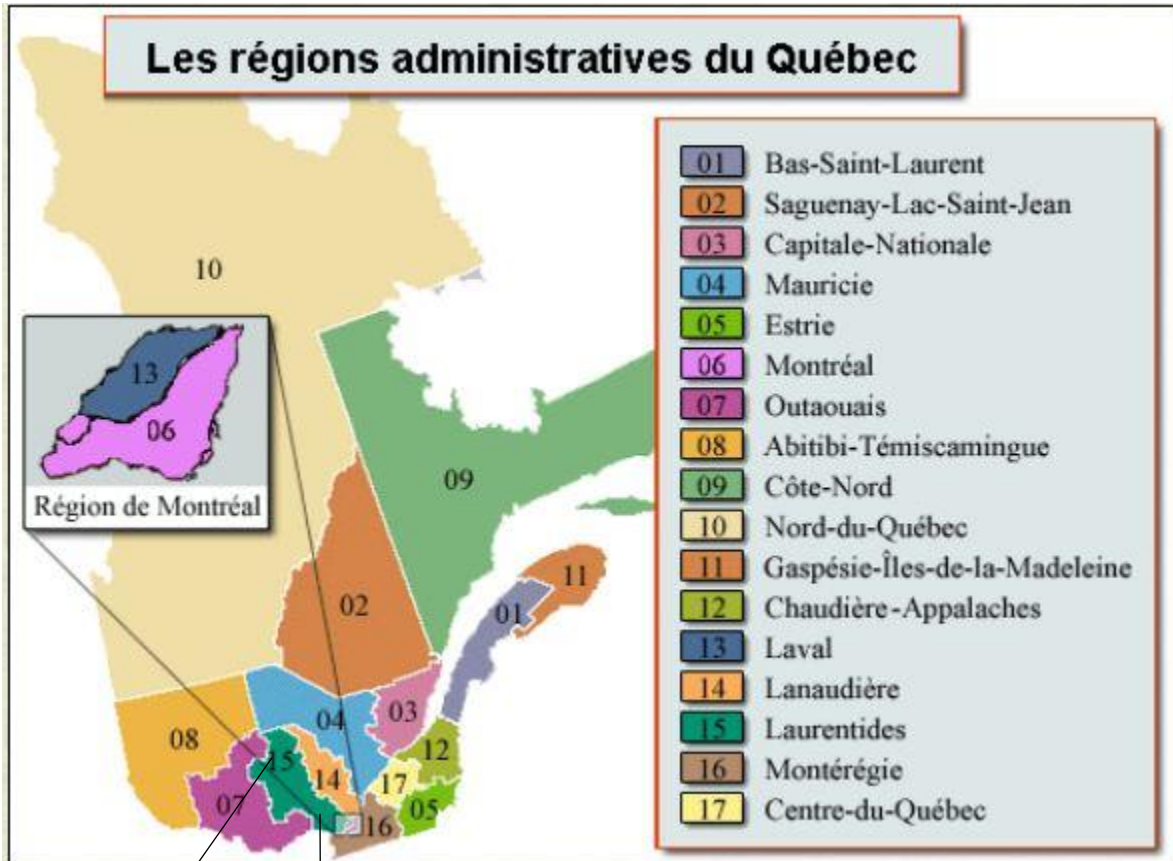 Les régions administratives du Québec
01 Bas-Saint-Laurent
02 Saguenay-Lac-Saint-Jean
03 Capitale-Nationale
04 Mauricie
05 Estrie
06 Montréal
07 Outaouais
08 Abitibi-Témiscamingue
09 Côte-Nord
10 Nord-du-Québec
11 Gaspésie-Îles-de-la-Madeleine
12 Chaudière-Appalaches
13 Laval
14 Lanaudière
15 Laurentides
16 Montérégie
17 Centre-du-Québec
10
13
06
Région de Montréal
09
11
02
01
03
04
08
12
15
14
17
07
05
16